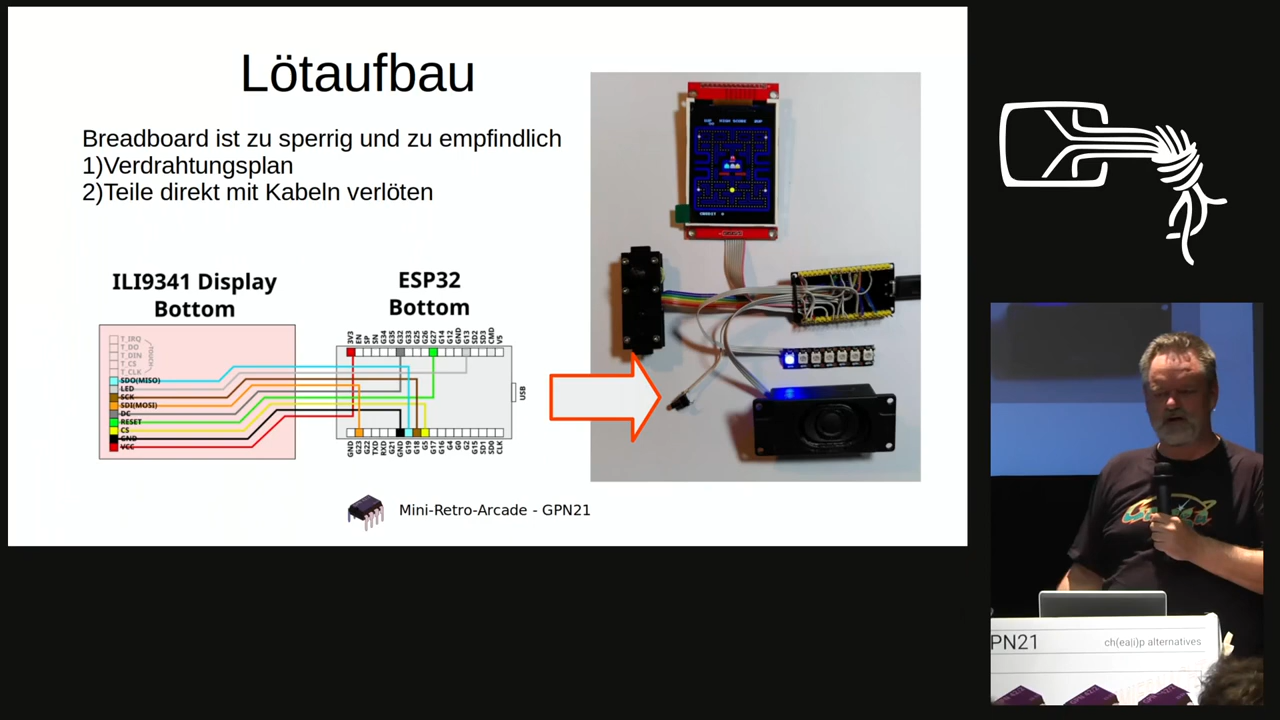 Lötaufbau
Breadboard ist zu sperrig und zu empfindlich
1)Verdrahtungsplan
2)Teile direkt mit Kabeln verlöten
ILI9341 Display
Bottom
T_IRQ
T_DO
T_DIN
T_CS
T_CLK
TOUCH
SDO(MISO)
LED
SCK
SDI(MOSI)
DC
RESET
CS
GND
VCC
ESP32
Bottom
3V3 EN SP SN G34 G35 G32 G33 G25 G26 G27 G14 G12 GND G13 SD2 SD3 CMD V5
USB
GND G23 G22 TXD RXD G21 GND G19 G18 G5 G17 G16 G4 G0 G2 G15 SD1 SD0 CLK
Mini-Retro-Arcade - GPN21
PN21
ch(ea|i)p alternatives